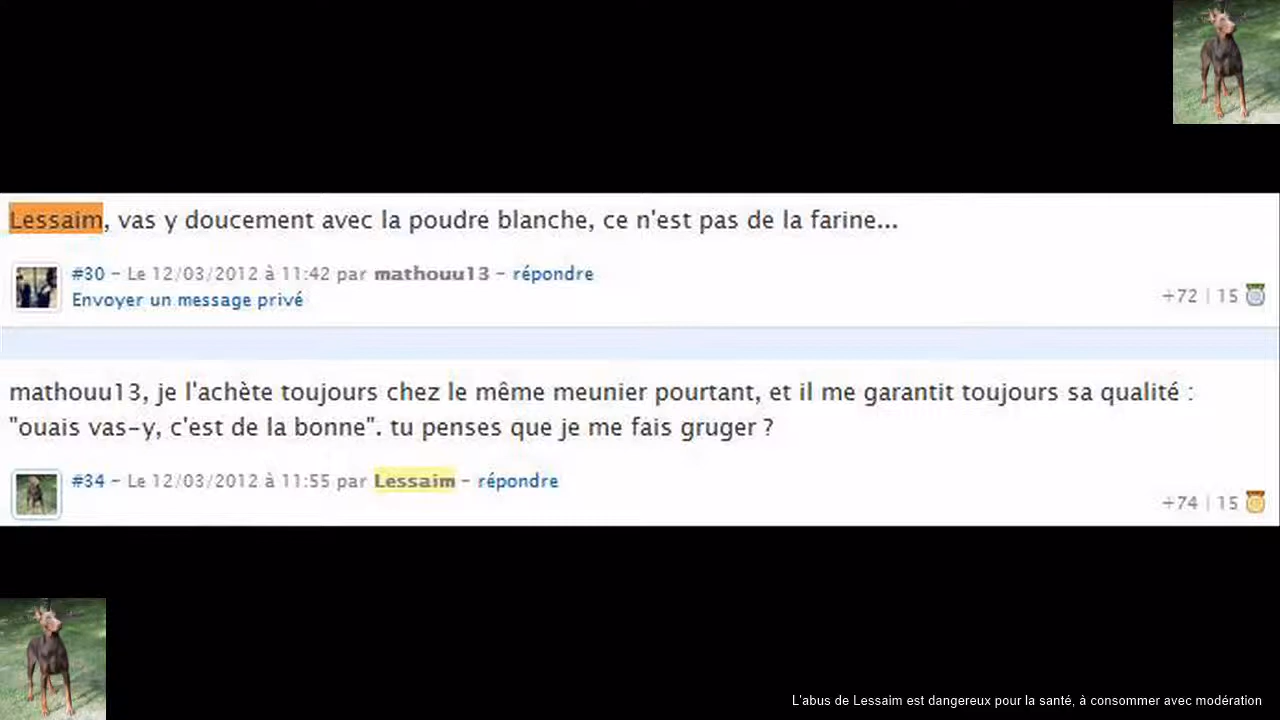 Lessaim, vas y doucement avec la poudre blanche, ce n'est pas de la farine...
#30 - Le 12/03/2012 à 11:42 par mathouu13 - répondre
Envoyer un message privé
+72 | 15
mathouu13, je l'achète toujours chez le même meunier pourtant, et il me garantit toujours sa qualité :
"ouais vas-y, c'est de la bonne". tu penses que je me fais gruger ?
#34 - Le 12/03/2012 à 11:55 par Lessaim - répondre
+74 | 15
L'abus de Lessaim est dangereux pour la santé, à consommer avec modération